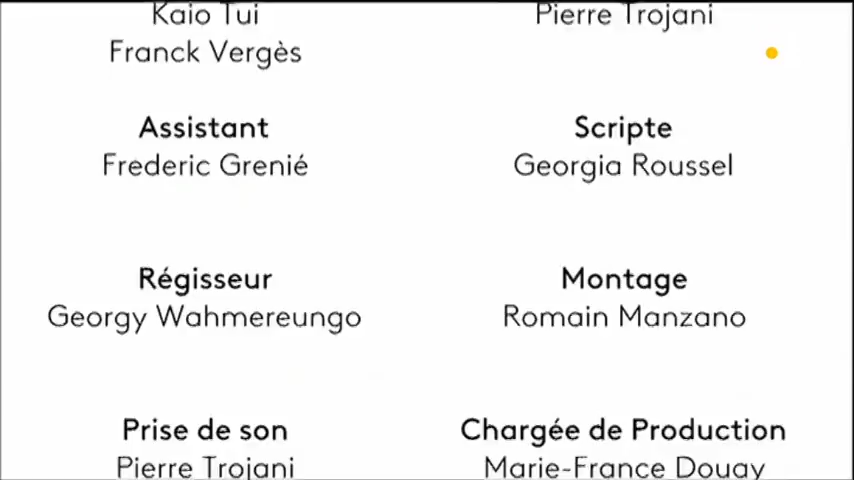 Kaio Tui
Franck Vergès
Pierre Trojani
Assistant
Frederic Grenié
Scripte
Georgia Roussel
Régisseur
Georgy Wahmereungo
Montage
Romain Manzano
Prise de son
Pierre Trojani
Chargée de Production
Marie-France Douay